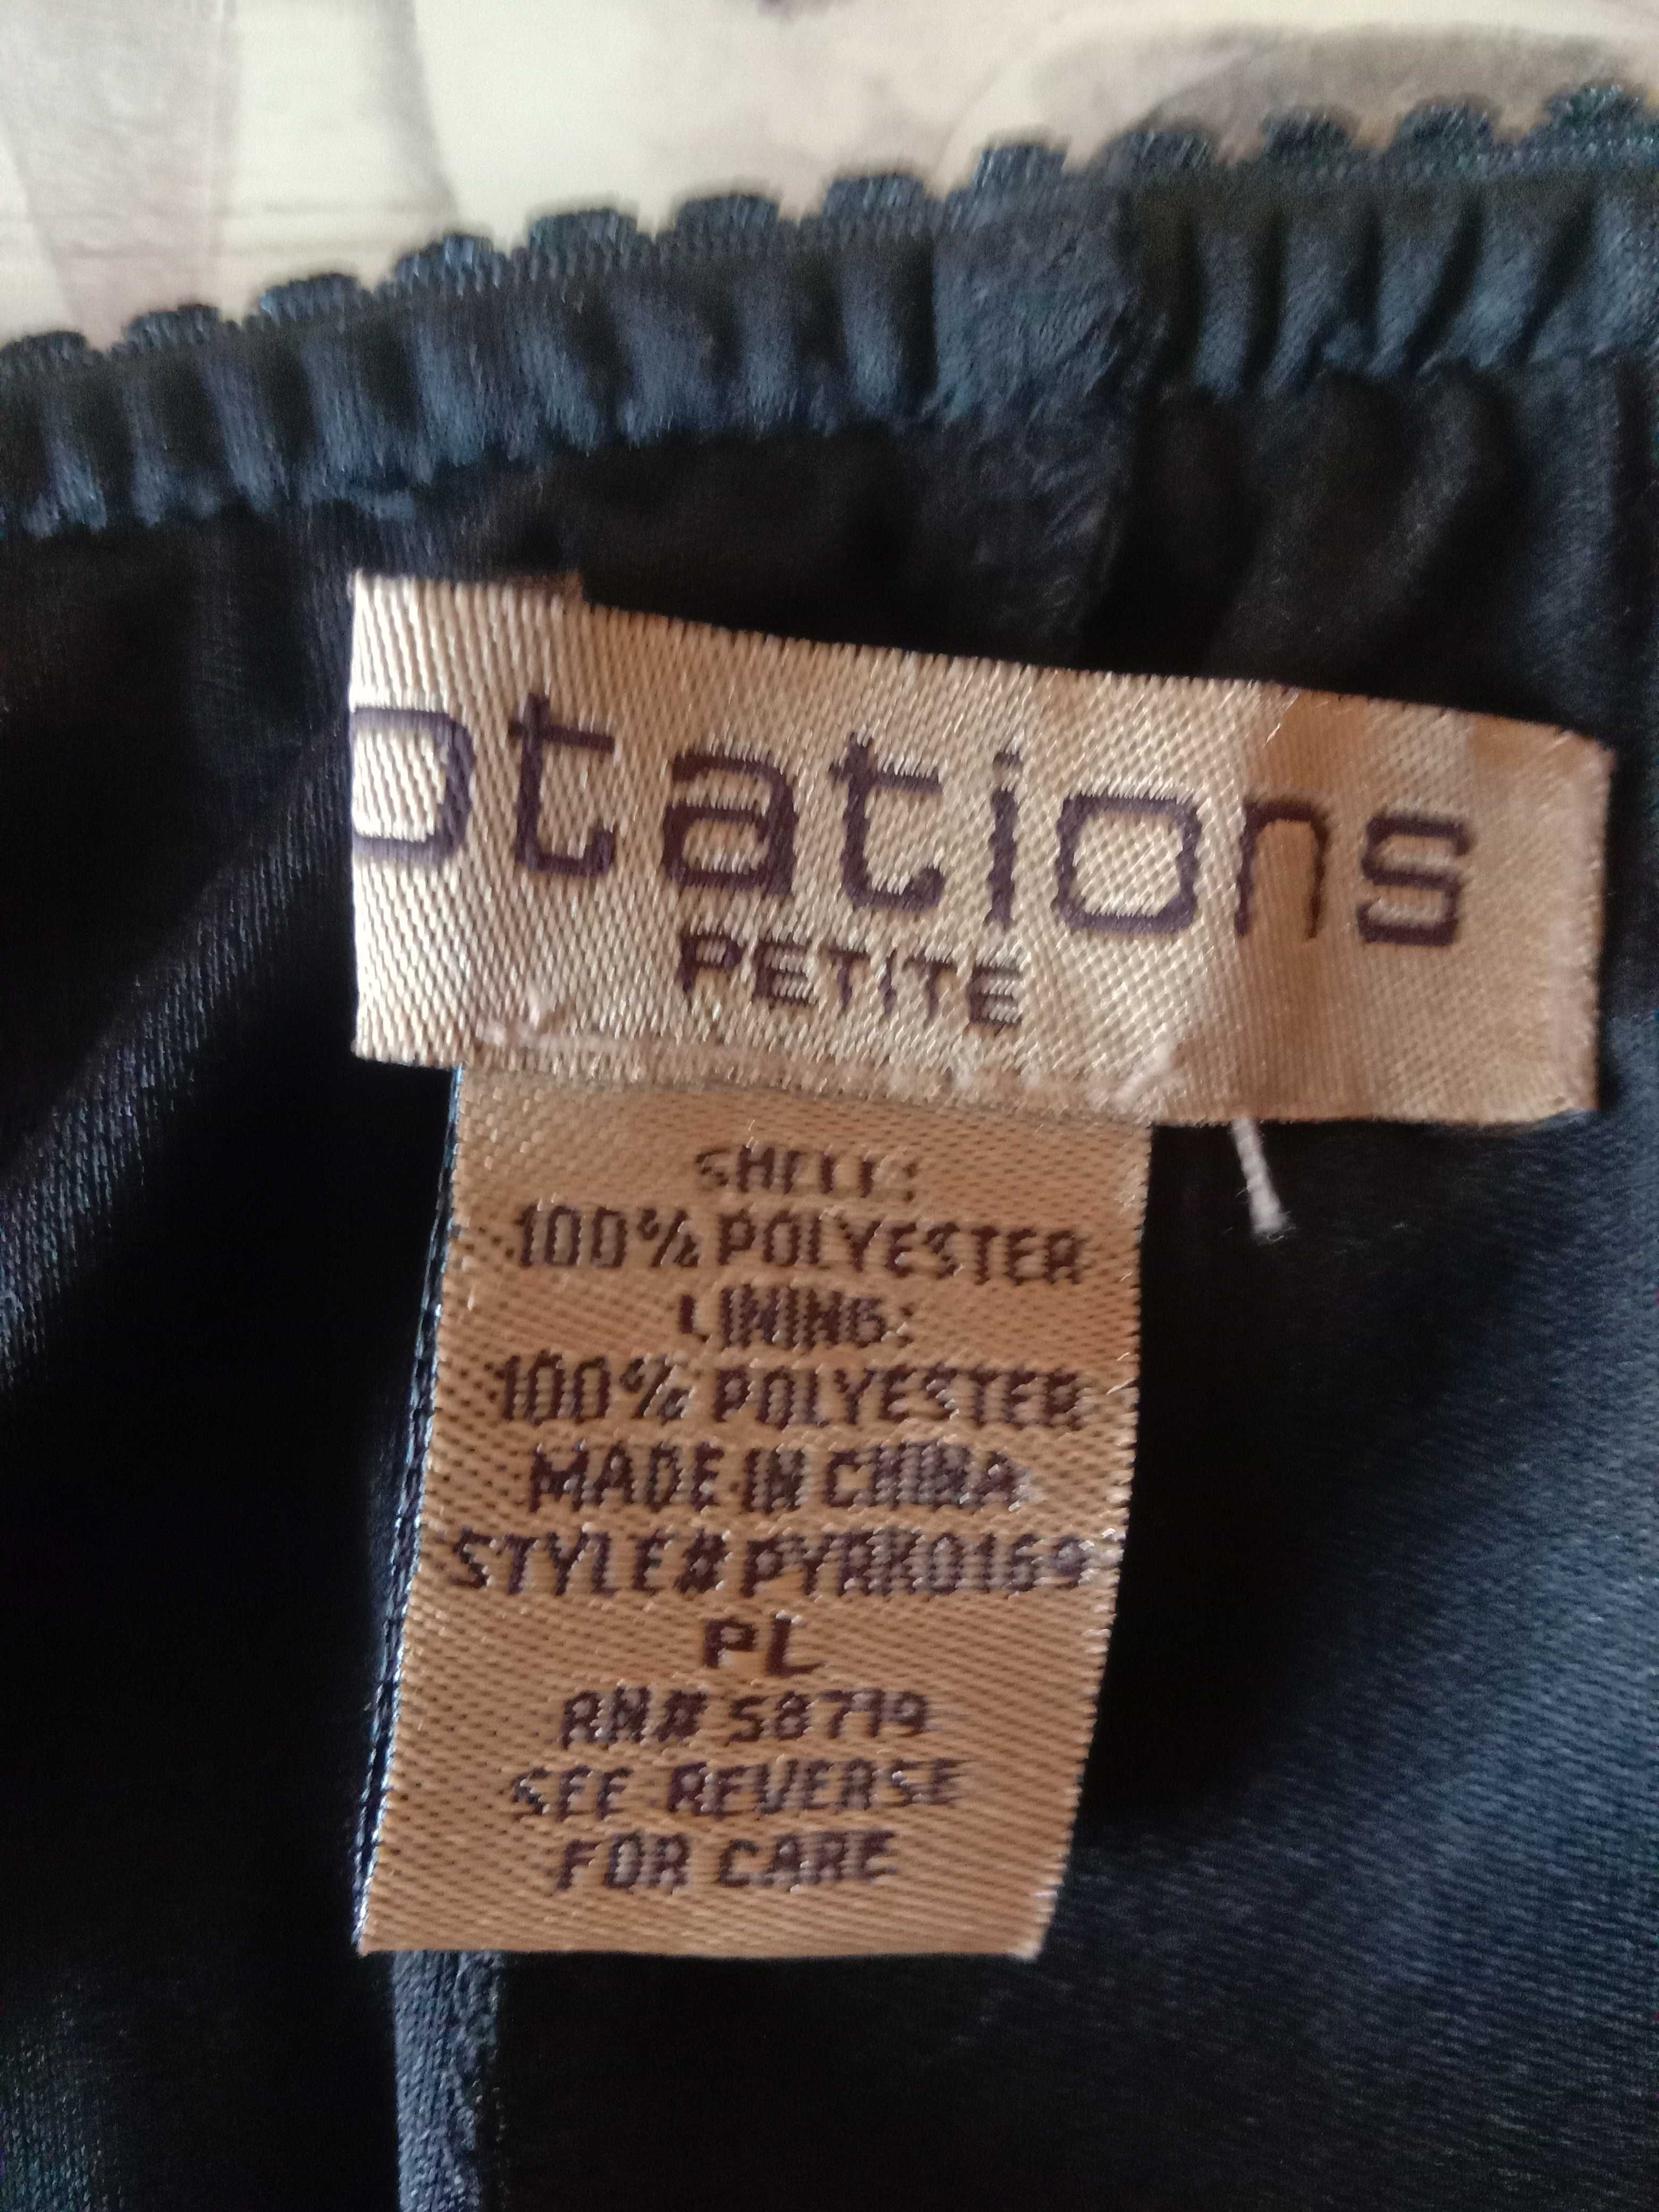 otations
PETITE
SHELL:
100% POLYESTER
LINING:
100% POLYESTER
MADE IN CHINA
STYLE# PYRK0169
PL
RN# 58719
SEE REVERSE
FOR CARE